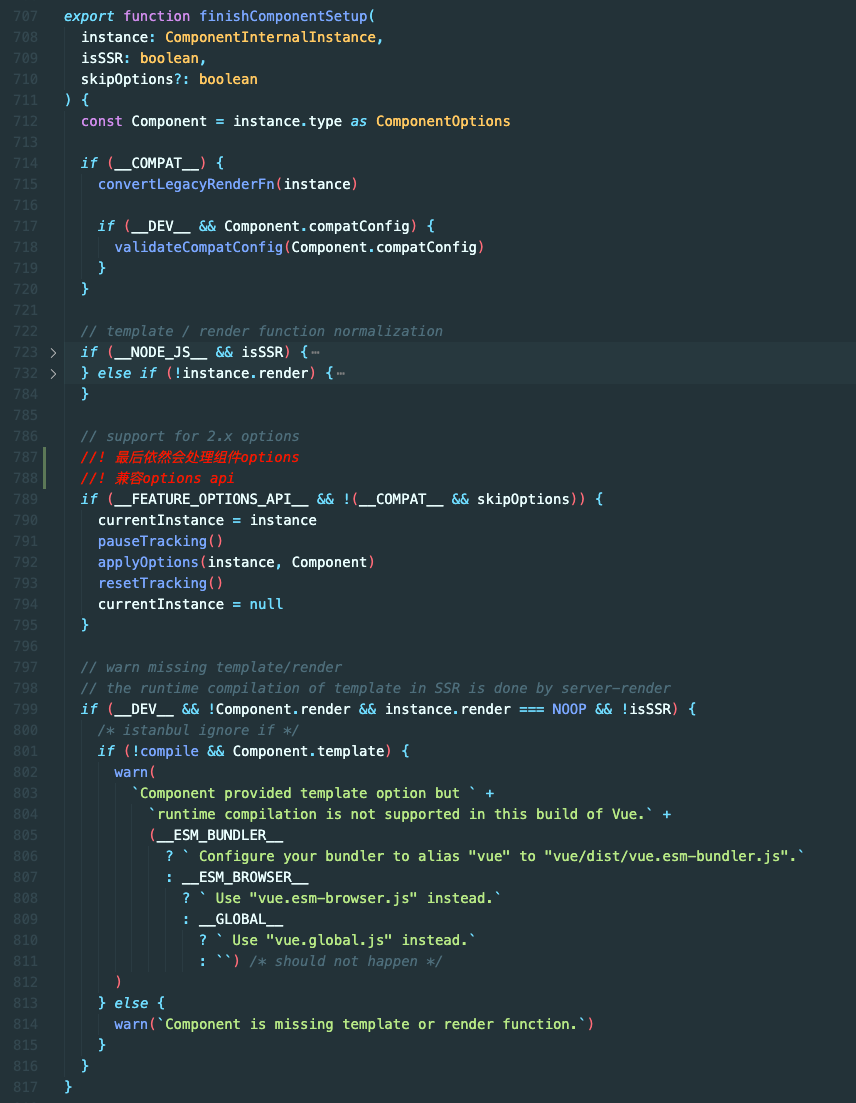 707 export function finishComponentSetup(
708   instance: ComponentInternalInstance,
709   isSSR: boolean,
710   skipOptions?: boolean
711 ) {
712   const Component = instance.type as ComponentOptions
713
714   if (__COMPAT__) {
715     convertLegacyRenderFn(instance)
716
717     if (__DEV__ && Component.compatConfig) {
718       validateCompatConfig(Component.compatConfig)
719     }
720   }
721
722   // template / render function normalization
723   if (__NODE_JS__ && isSSR) {⋯
732   } else if (!instance.render) {⋯
784   }
785
786   // support for 2.x options
787   //! 最后依然会处理组件options
788   //! 兼容options api
789   if (__FEATURE_OPTIONS_API__ && !(__COMPAT__ && skipOptions)) {
790     currentInstance = instance
791     pauseTracking()
792     applyOptions(instance, Component)
793     resetTracking()
794     currentInstance = null
795   }
796
797   // warn missing template/render
798   // the runtime compilation of template in SSR is done by server-render
799   if (__DEV__ && !Component.render && instance.render === NOOP && !isSSR) {
800     /* istanbul ignore if */
801     if (!compile && Component.template) {
802       warn(
803         `Component provided template option but ` +
804           `runtime compilation is not supported in this build of Vue.` +
805           (__ESM_BUNDLER__
806             ? ` Configure your bundler to alias "vue" to "vue/dist/vue.esm-bundler.js".`
807             : __ESM_BROWSER__
808               ? ` Use "vue.esm-browser.js" instead.`
809               : __GLOBAL__
810                 ? ` Use "vue.global.js" instead.`
811                 : ``) /* should not happen */
812       )
813     } else {
814       warn(`Component is missing template or render function.`)
815     }
816   }
817 }